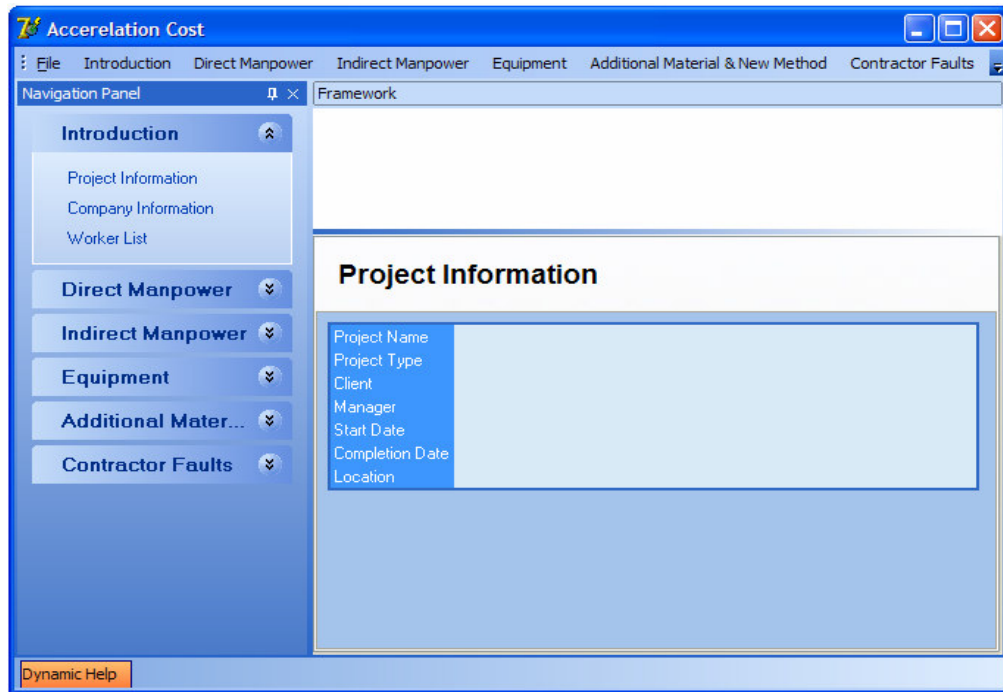 Accerelation Cost
File Introduction Direct Manpower Indirect Manpower Equipment Additional Material & New Method Contractor Faults
Navigation Panel
Framework
Introduction
Project Information
Company Information
Worker List
Direct Manpower
Indirect Manpower
Equipment
Additional Mater...
Contractor Faults
Project Information
Project Name
Project Type
Client
Manager
Start Date
Completion Date
Location
Dynamic Help